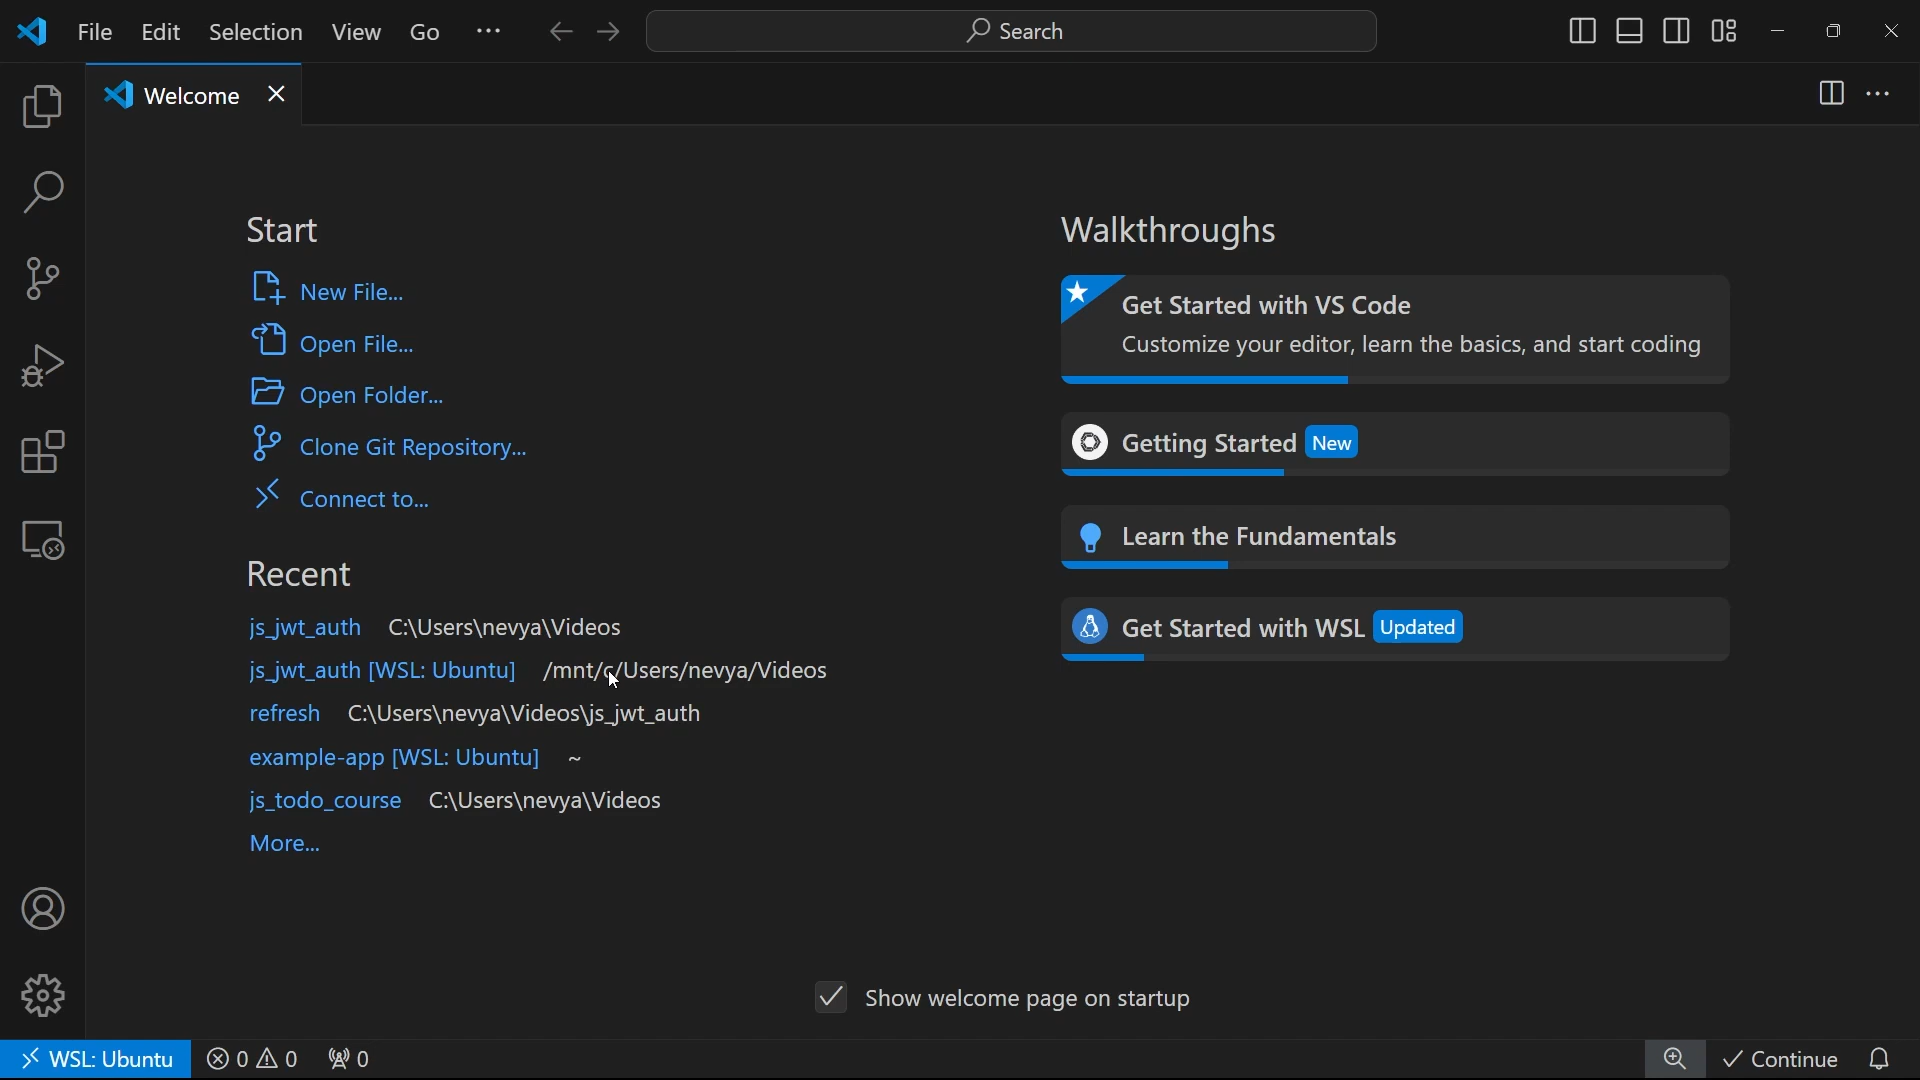 File Edit Selection View Go ··· Search
Welcome
Start
New File...
Open File...
Open Folder...
Clone Git Repository...
Connect to...
Recent
js_jwt_auth C:\Users\nevya\Videos
js_jwt_auth [WSL: Ubuntu] /mnt/c/Users/nevya/Videos
refresh C:\Users\nevya\Videos\js_jwt_auth
example-app [WSL: Ubuntu] ~
js_todo_course C:\Users\nevya\Videos
More...
Walkthroughs
Get Started with VS Code
Customize your editor, learn the basics, and start coding
Getting Started New
Learn the Fundamentals
Get Started with WSL Updated
Show welcome page on startup
WSL: Ubuntu 0 0 0 Continue